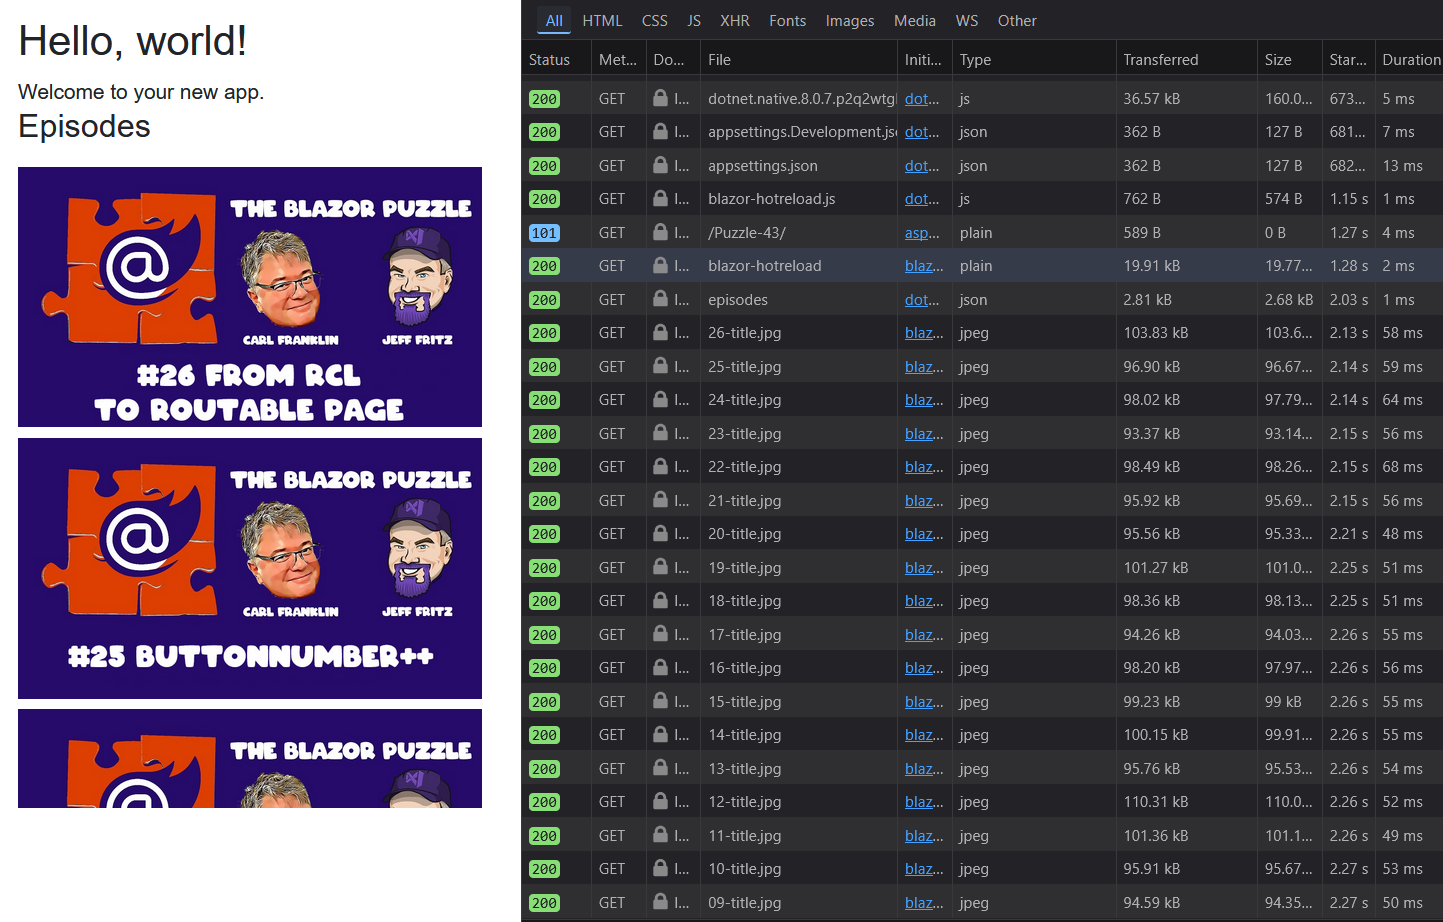 Hello, world!
Welcome to your new app.
Episodes
THE BLAZOR PUZZLE
@
CARL FRANKLIN JEFF FRITZ
#26 FROM RCL
TO ROUTABLE PAGE
THE BLAZOR PUZZLE
@
CARL FRANKLIN JEFF FRITZ
#25 BUTTONNUMBER++
THE BLAZOR PUZZLE
All HTML CSS JS XHR Fonts Images Media WS Other
Status Met... Do... File Initi... Type Transferred Size Star... Duration
200 GET l... dotnet.native.8.0.7.p2q2wtg dot... js 36.57 kB 160.0... 673... 5 ms
200 GET l... appsettings.Development.js dot... json 362 B 127 B 681... 7 ms
200 GET l... appsettings.json dot... json 362 B 127 B 682... 13 ms
200 GET l... blazor-hotreload.js dot... js 762 B 574 B 1.15 s 1 ms
101 GET l... /Puzzle-43/ asp... plain 589 B 0 B 1.27 s 4 ms
200 GET l... blazor-hotreload blaz... plain 19.91 kB 19.77... 1.28 s 2 ms
200 GET l... episodes dot... json 2.81 kB 2.68 kB 2.03 s 1 ms
200 GET l... 26-title.jpg blaz... jpeg 103.83 kB 103.6... 2.13 s 58 ms
200 GET l... 25-title.jpg blaz... jpeg 96.90 kB 96.67... 2.14 s 59 ms
200 GET l... 24-title.jpg blaz... jpeg 98.02 kB 97.79... 2.14 s 64 ms
200 GET l... 23-title.jpg blaz... jpeg 93.37 kB 93.14... 2.15 s 56 ms
200 GET l... 22-title.jpg blaz... jpeg 98.49 kB 98.26... 2.15 s 68 ms
200 GET l... 21-title.jpg blaz... jpeg 95.92 kB 95.69... 2.15 s 56 ms
200 GET l... 20-title.jpg blaz... jpeg 95.56 kB 95.33... 2.21 s 48 ms
200 GET l... 19-title.jpg blaz... jpeg 101.27 kB 101.0... 2.25 s 51 ms
200 GET l... 18-title.jpg blaz... jpeg 98.36 kB 98.13... 2.25 s 51 ms
200 GET l... 17-title.jpg blaz... jpeg 94.26 kB 94.03... 2.26 s 55 ms
200 GET l... 16-title.jpg blaz... jpeg 98.20 kB 97.97... 2.26 s 56 ms
200 GET l... 15-title.jpg blaz... jpeg 99.23 kB 99 kB 2.26 s 55 ms
200 GET l... 14-title.jpg blaz... jpeg 100.15 kB 99.91... 2.26 s 55 ms
200 GET l... 13-title.jpg blaz... jpeg 95.76 kB 95.53... 2.26 s 54 ms
200 GET l... 12-title.jpg blaz... jpeg 110.31 kB 110.0... 2.26 s 52 ms
200 GET l... 11-title.jpg blaz... jpeg 101.36 kB 101.1... 2.26 s 49 ms
200 GET l... 10-title.jpg blaz... jpeg 95.91 kB 95.67... 2.27 s 53 ms
200 GET l... 09-title.jpg blaz... jpeg 94.59 kB 94.35... 2.27 s 50 ms